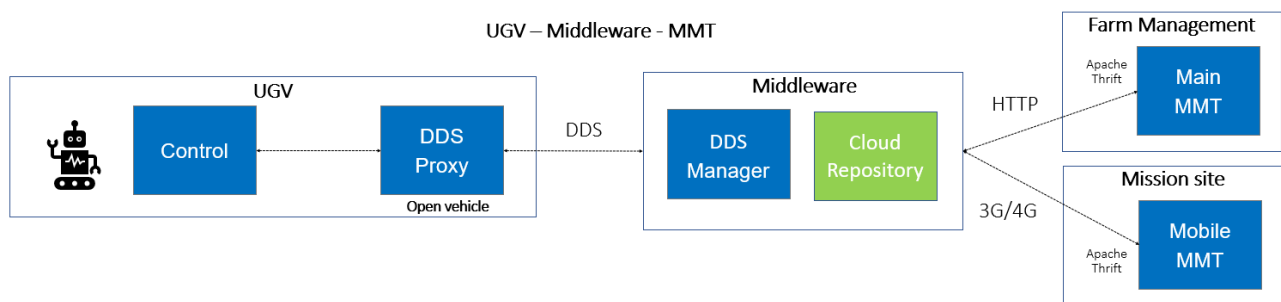 UGV – Middleware - MMT
UGV
Control
DDS
Proxy
Open vehicle
DDS
Middleware
DDS
Manager
Cloud
Repository
HTTP
3G/4G
Farm Management
Apache
Thrift
Main
MMT
Mission site
Apache
Thrift
Mobile
MMT